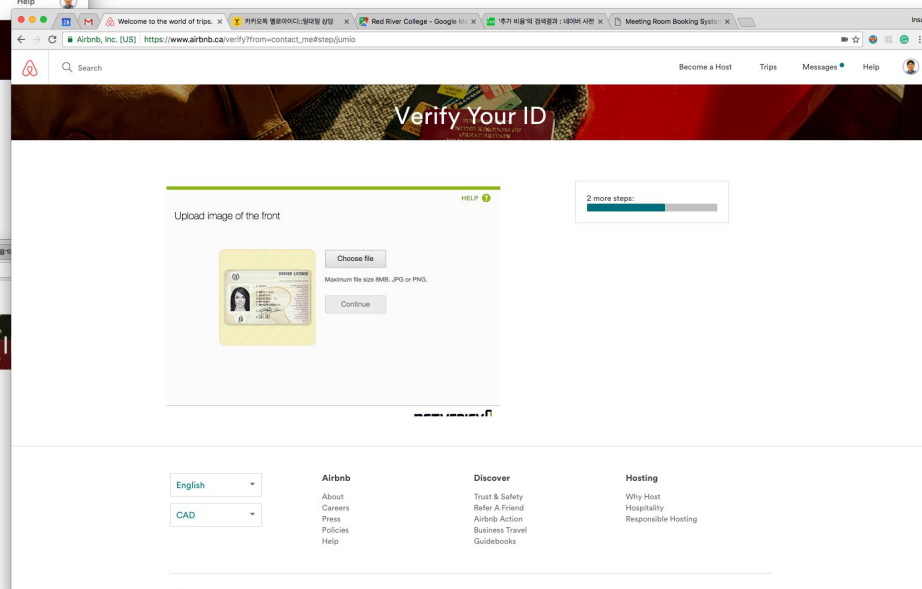 Help
28
Welcome to the world of trips.
카카오톡 옐로아이디::일대일 상담
Red River College - Google Ma
'추가 비용'의 검색결과 : 네이버 사전
Meeting Room Booking System
Insu
Airbnb, Inc. [US] https://www.airbnb.ca/verify?from=contact_me#step/jumio
Search
Become a Host
Trips
Messages
Help
Verify Your ID
HELP ?
Upload image of the front
DRIVER LICENSE
Choose file
Maximum file size 8MB. JPG or PNG.
Continue
2 more steps:
English
CAD
Airbnb
About
Careers
Press
Policies
Help
Discover
Trust & Safety
Refer A Friend
Airbnb Action
Business Travel
Guidebooks
Hosting
Why Host
Hospitality
Responsible Hosting